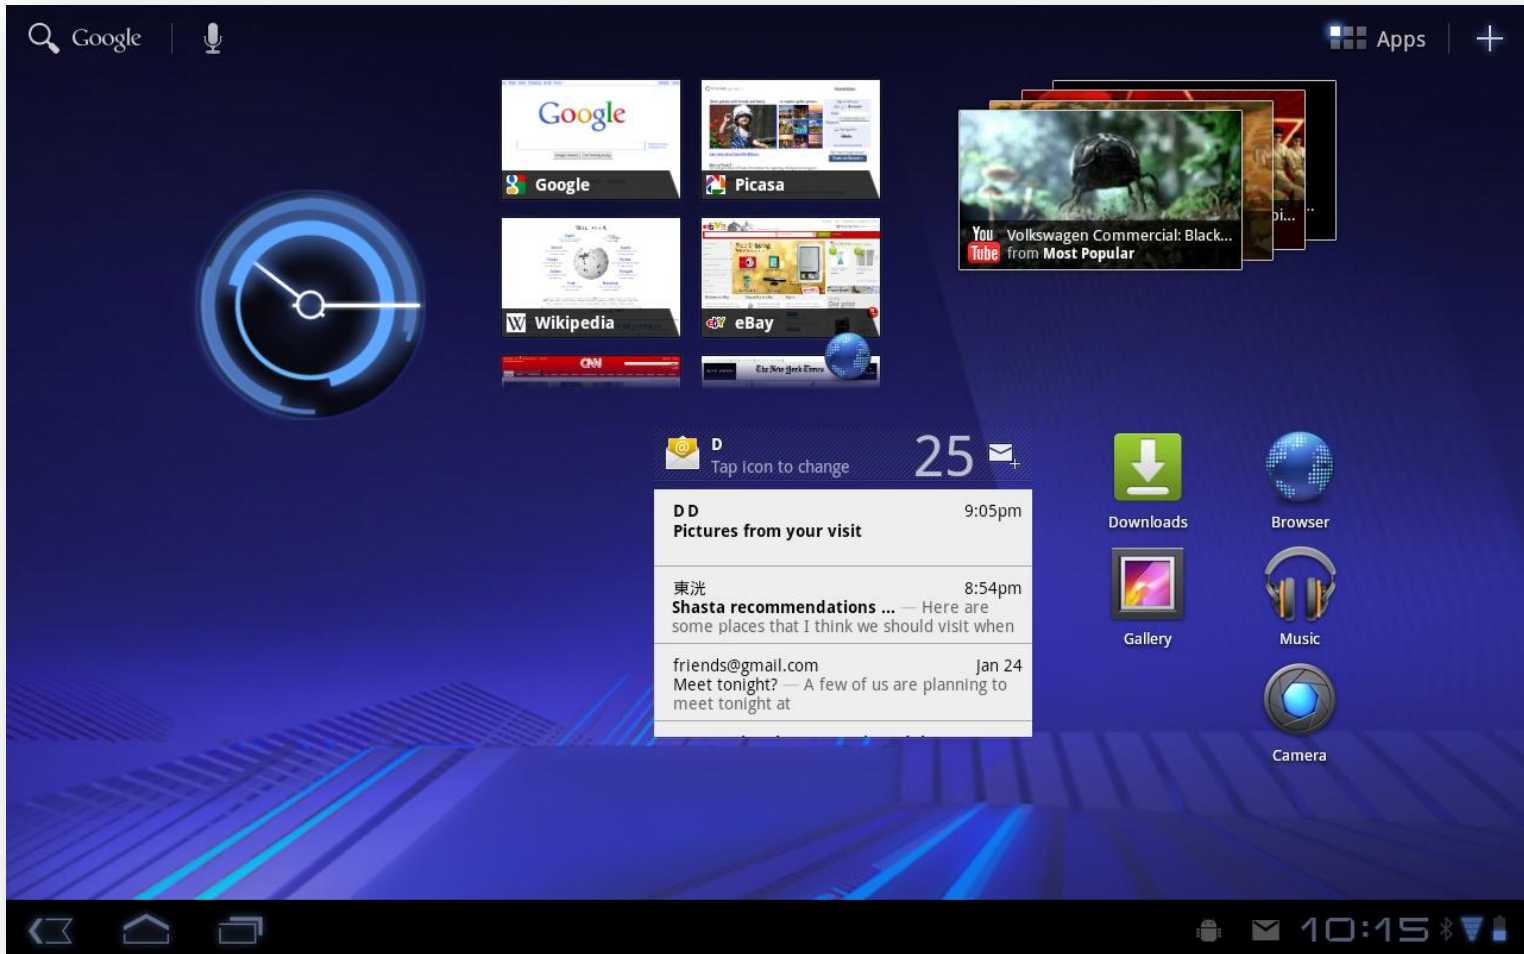 Google
Apps
Google
Google
Picasa
Wikipedia
eBay
CNN
The New York Times
You Tube
Volkswagen Commercial: Black...
from Most Popular
pi...
D
Tap icon to change
25
D D
9:05pm
Pictures from your visit
東洸
8:54pm
Shasta recommendations ... — Here are
some places that I think we should visit when
friends@gmail.com
Jan 24
Meet tonight? — A few of us are planning to
meet tonight at
Downloads
Browser
Gallery
Music
Camera
10:15